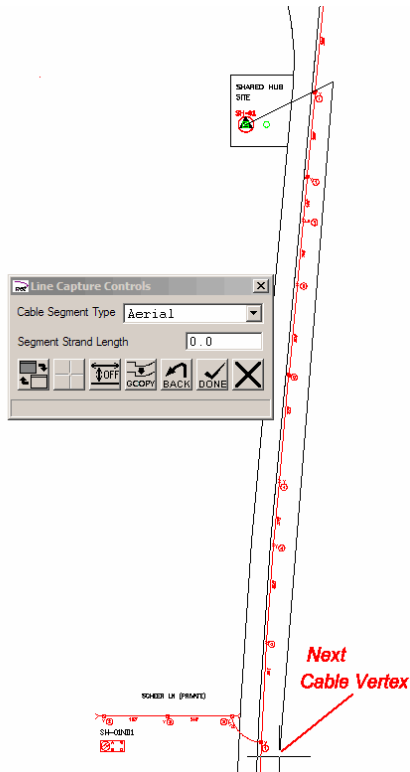 SHARED HUB
SITE
SH-01
Line Capture Controls
Cable Segment Type
Aerial
Segment Strand Length
0.0
OFF
GCOPY
BACK
DONE
Next
Cable Vertex
SCHEER LN (PRIVATE)
SH-01ND1